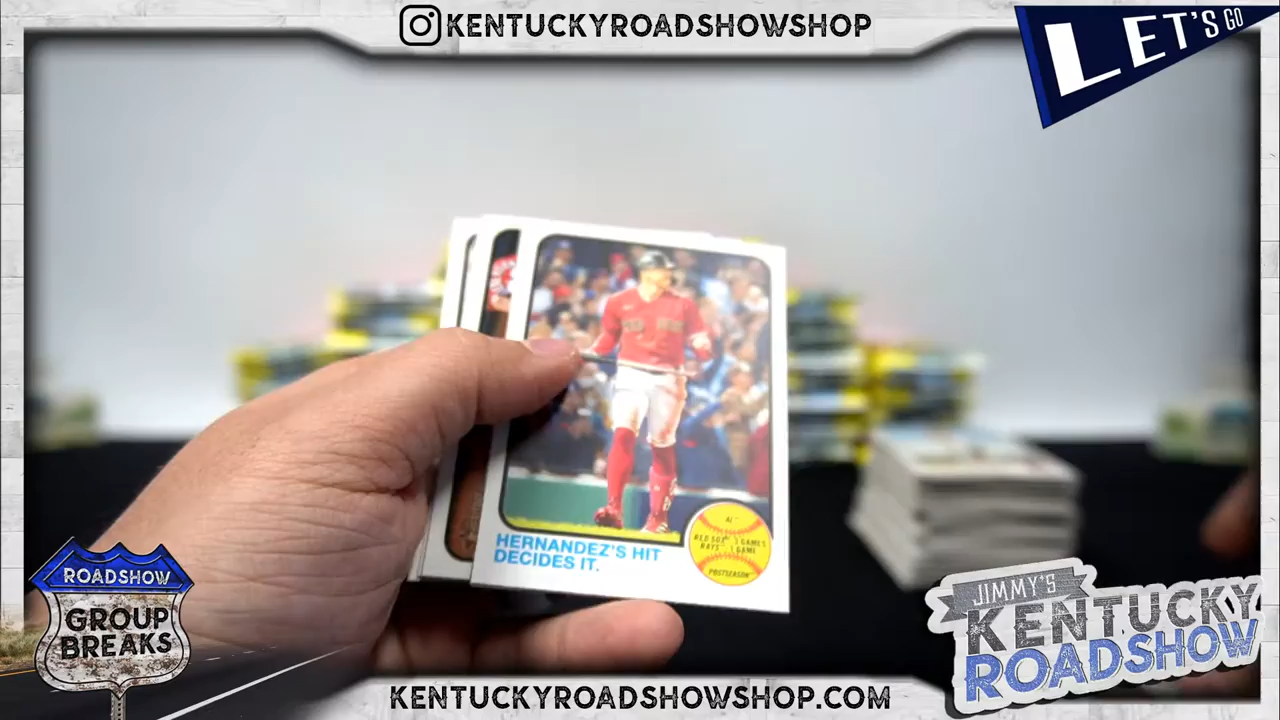 KENTUCKYROADSHOWSHOP
LET'S GO
HERNANDEZ'S HIT
DECIDES IT.
AL
RED SOX 3 GAMES
RAYS 1 GAME
POSTSEASON
ROADSHOW
GROUP
BREAKS
JIMMY'S
KENTUCKY
ROADSHOW
KENTUCKYROADSHOWSHOP.COM